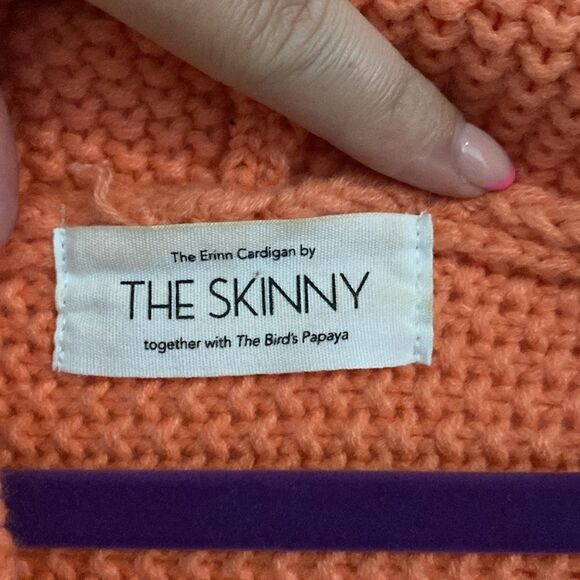 The Erinn Cardigan by
THE SKINNY
together with The Bird's Papaya